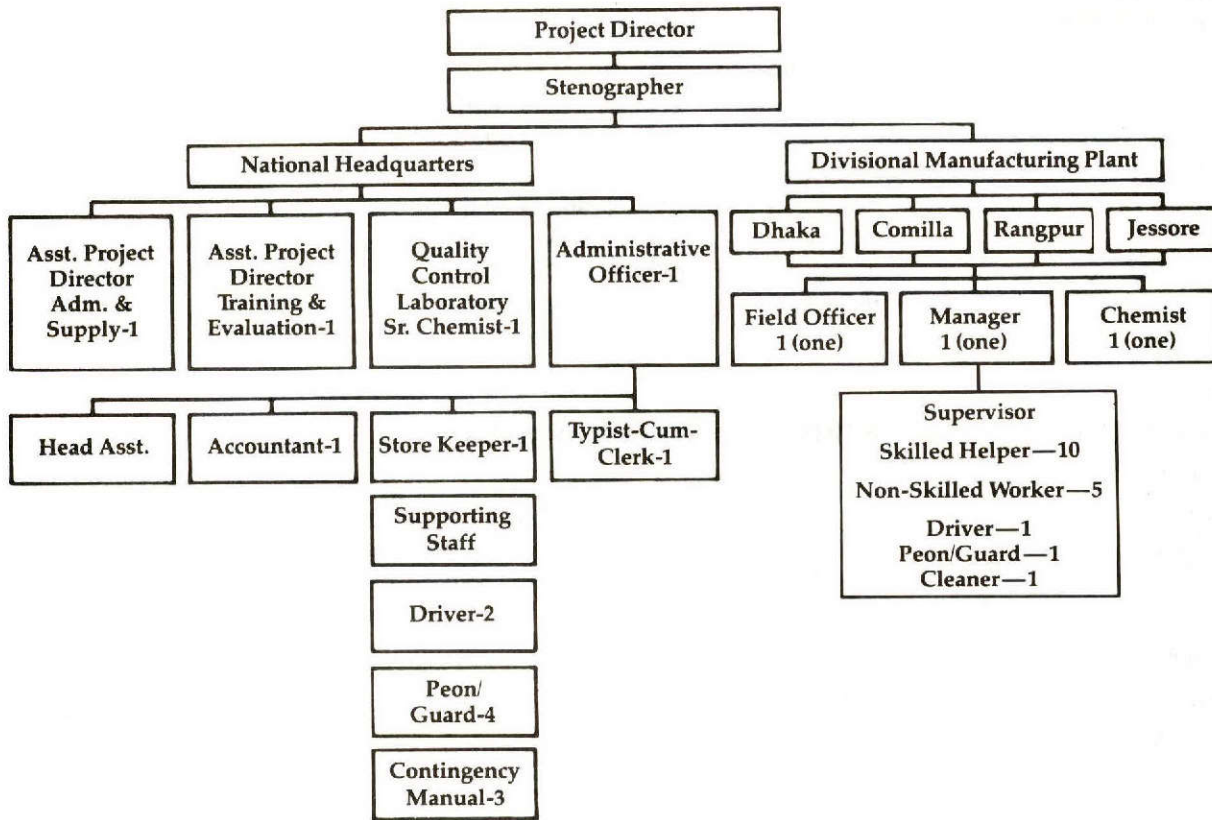 Project Director
Stenographer
National Headquarters
Divisional Manufacturing Plant
Asst. Project
Director
Adm. &
Supply-1
Asst. Project
Director
Training &
Evaluation-1
Quality
Control
Laboratory
Sr. Chemist-1
Administrative
Officer-1
Dhaka
Comilla
Rangpur
Jessore
Field Officer
1 (one)
Manager
1 (one)
Chemist
1 (one)
Head Asst.
Accountant-1
Store Keeper-1
Typist-Cum-
Clerk-1
Supporting
Staff
Driver-2
Peon/
Guard-4
Contingency
Manual-3
Supervisor
Skilled Helper—10
Non-Skilled Worker—5
Driver—1
Peon/Guard—1
Cleaner—1